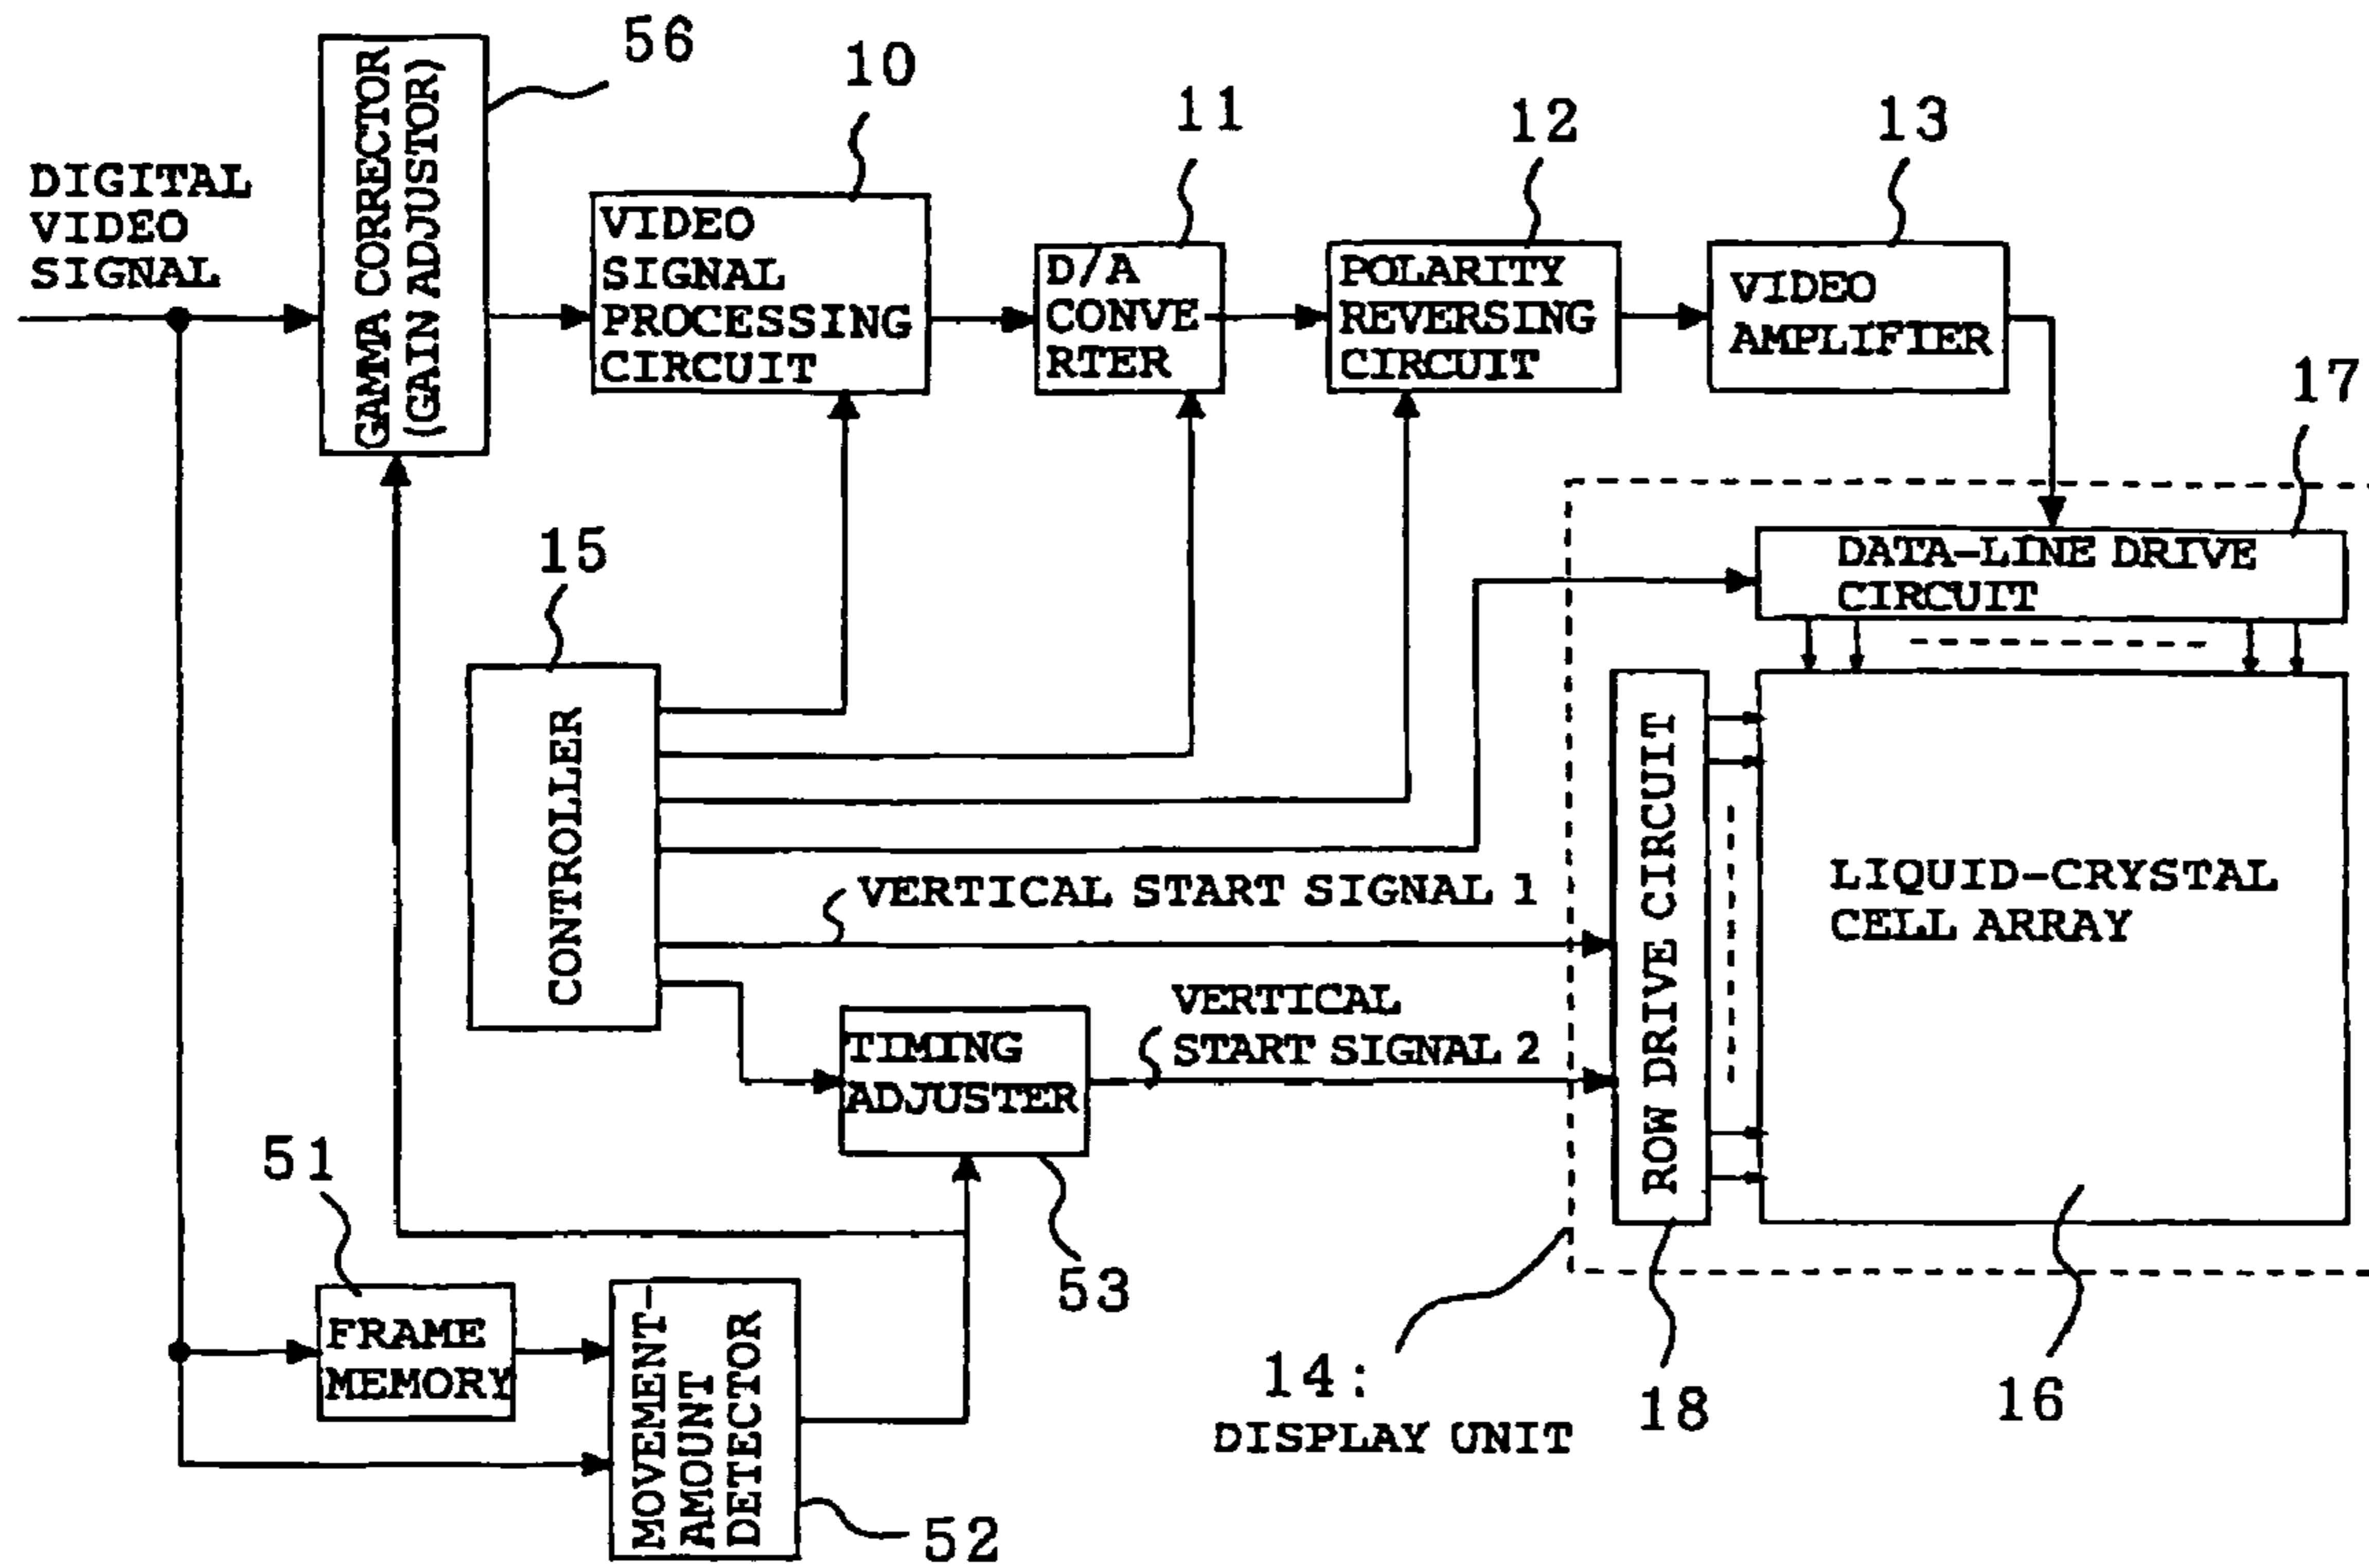 56
10
11
12
13
DIGITAL
VIDEO
SIGNAL
GAMMA CORRECTOR
(GAIN ADJUSTOR)
VIDEO
SIGNAL
PROCESSING
CIRCUIT
D/A
CONVE
RTER
POLARITY
REVERSING
CIRCUIT
VIDEO
AMPLIFIER
17
15
DATA-LINE DRIVE
CIRCUIT
CONTROLLER
VERTICAL START SIGNAL 1
ROW DRIVE CIRCUIT
LIQUID-CRYSTAL
CELL ARRAY
TIMING
ADJUSTER
VERTICAL
START SIGNAL 2
51
53
FRAME
MEMORY
MOVEMENT-
AMOUNT
DETECTOR
52
14:
DISPLAY UNIT
18
16